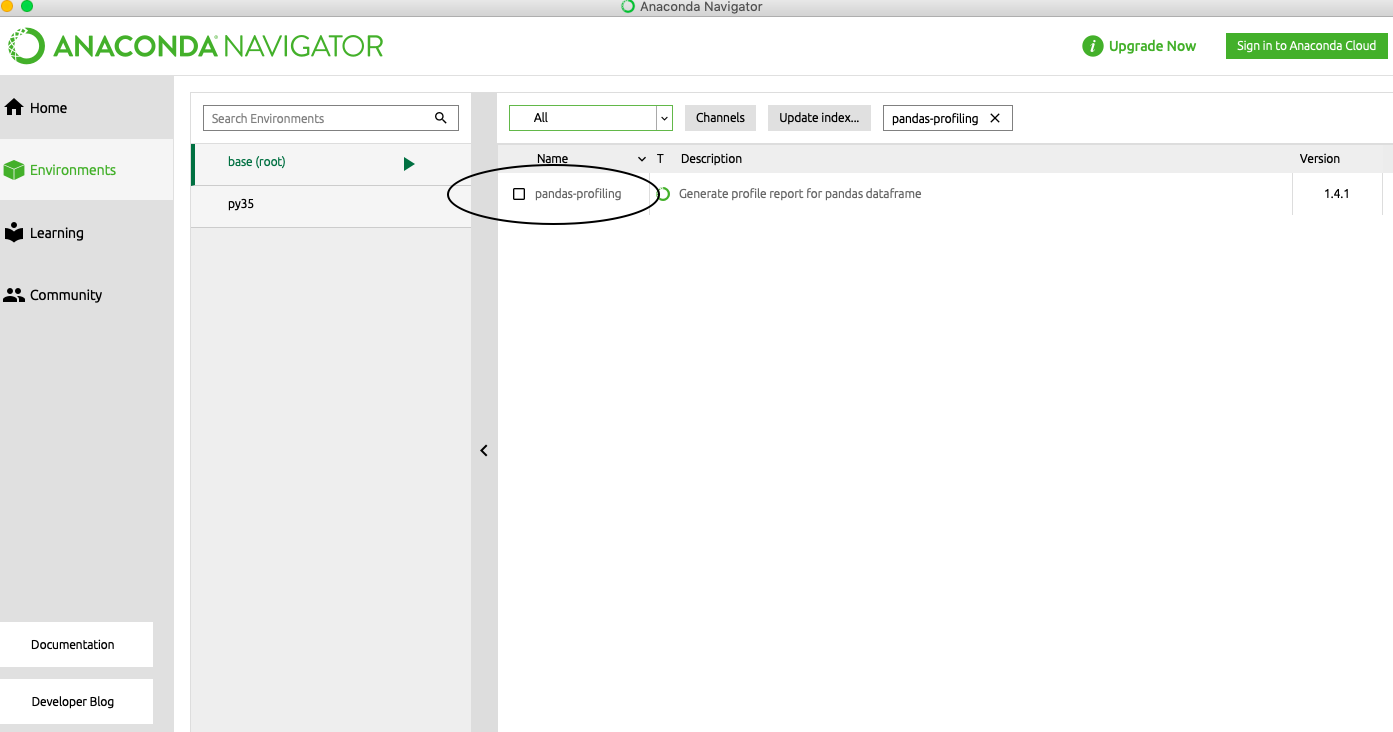 Anaconda Navigator
ANACONDA NAVIGATOR
i Upgrade Now
Sign in to Anaconda Cloud
Home
Environments
Learning
Community
Documentation
Developer Blog
Search Environments
base (root)
py35
All
Channels
Update index...
pandas-profiling
Name T Description Version
pandas-profiling Generate profile report for pandas dataframe 1.4.1